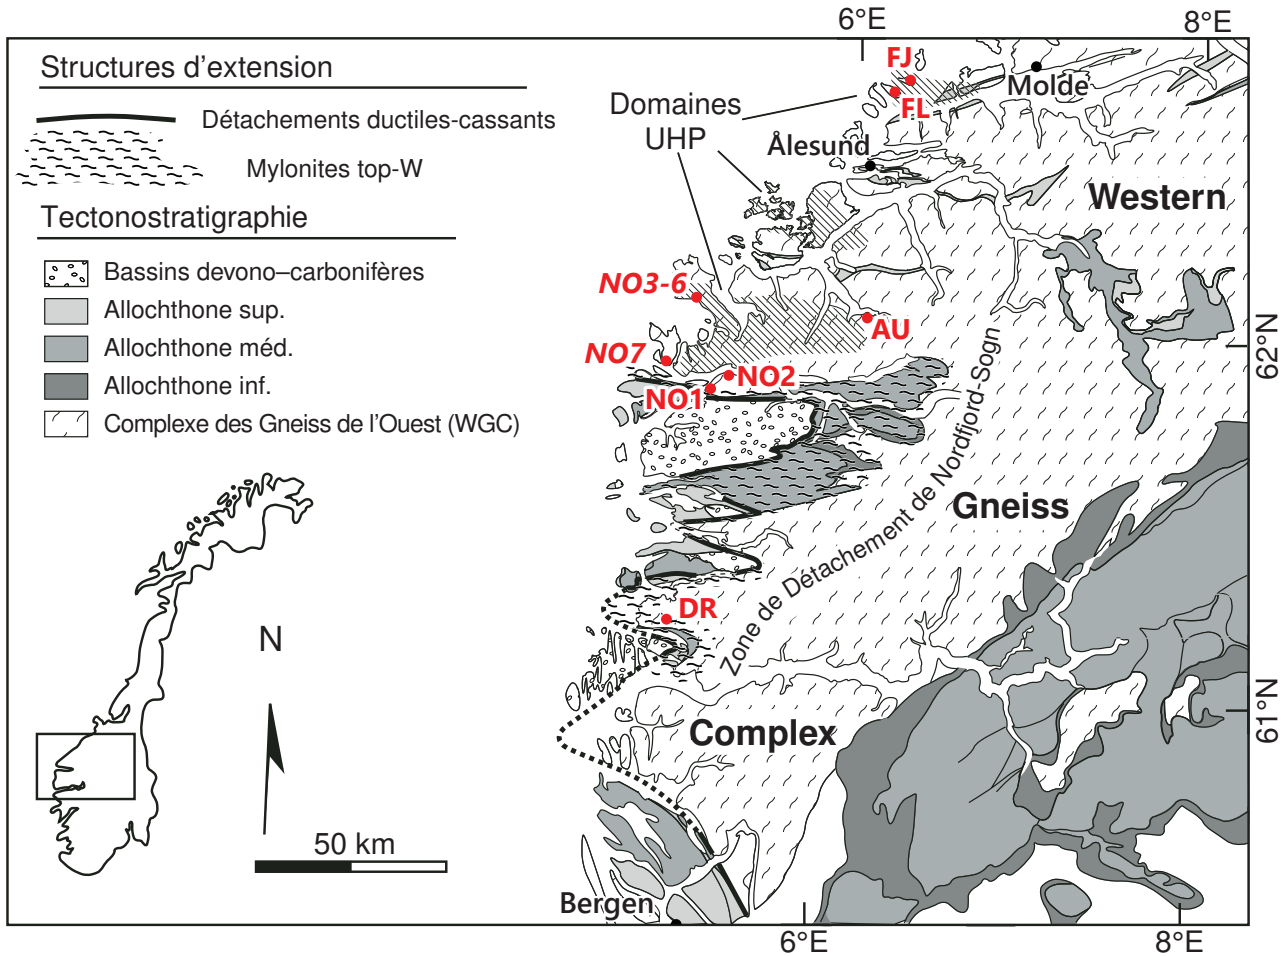 6°E
8°E
Structures d'extension
Détachements ductiles-cassants
Mylonites top-W
Tectonostratigraphie
Bassins devono–carbonifères
Allochthone sup.
Allochthone méd.
Allochthone inf.
Complexe des Gneiss de l'Ouest (WGC)
N
50 km
Domaines
UHP
FJ
FL
Molde
Ålesund
Western
NO3-6
AU
NO7
NO2
NO1
62°N
Gneiss
Zone de Détachement de Nordfjord-Sogn
DR
Complex
61°N
Bergen
6°E
8°E